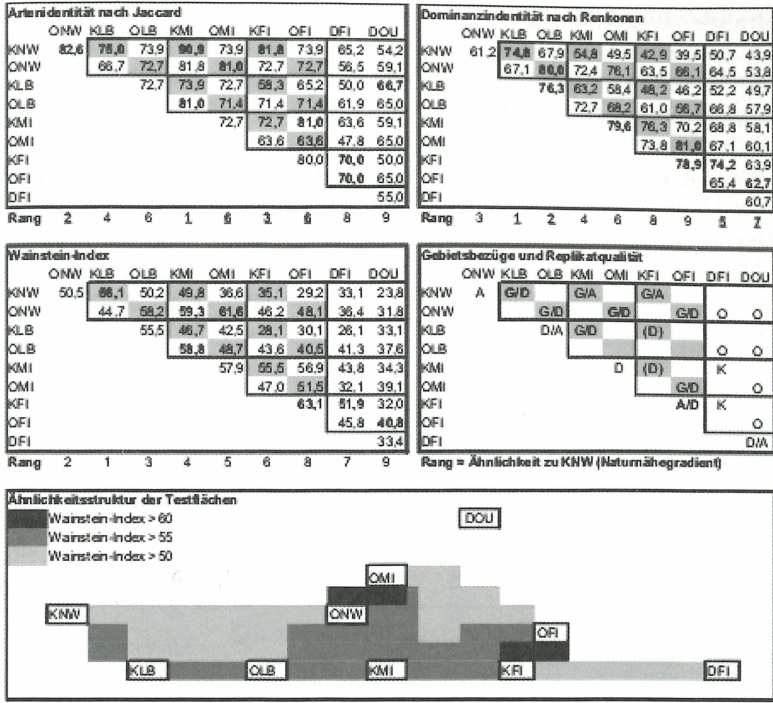 Artenidentität nach Jaccard
ONW KLB OLB KMI OMI KFI OFI DFI DOU
KNW 82,6 75,0 73,9 90,9 73,9 81,8 73,9 65,2 54,2
ONW 66,7 72,7 81,8 81,0 72,7 72,7 56,5 59,1
KLB 72,7 73,9 72,7 58,3 65,2 50,0 66,7
OLB 81,0 71,4 71,4 71,4 61,9 65,0
KMI 72,7 72,7 81,0 63,6 59,1
OMI 63,6 63,6 47,8 65,0
KFI 80,0 70,0 50,0
OFI 70,0 65,0
DFI 55,0
Rang 2 4 6 1 6 3 6 8 9
Dominanzindentität nach Renkonen
ONW KLB OLB KMI OMI KFI OFI DFI DOU
KNW 61,2 74,8 67,9 54,8 49,5 42,9 39,5 50,7 43,9
ONW 67,1 80,0 72,4 76,1 63,5 66,1 64,5 53,8
KLB 76,3 63,2 58,4 48,2 46,2 52,2 49,7
OLB 72,7 68,2 61,0 56,7 66,8 57,9
KMI 79,6 76,3 70,2 68,8 58,1
OMI 73,8 81,0 67,1 60,1
KFI 78,9 74,2 63,9
OFI 65,4 62,7
DFI 60,7
Rang 3 1 2 4 6 8 9 5 7
Wainstein-Index
ONW KLB OLB KMI OMI KFI OFI DFI DOU
KNW 50,5 56,1 50,2 49,8 36,6 35,1 29,2 33,1 23,8
ONW 44,7 58,2 59,3 61,6 46,2 48,1 36,4 31,8
KLB 55,5 46,7 42,5 28,1 30,1 26,1 33,1
OLB 58,8 48,7 43,6 40,5 41,3 37,6
KMI 57,9 55,5 56,9 43,8 34,3
OMI 47,0 51,5 32,1 39,1
KFI 63,1 51,9 32,0
OFI 45,8 40,8
DFI 33,4
Rang 2 1 3 4 5 6 8 7 9
Gebietsbezüge und Replikatqualität
ONW KLB OLB KMI OMI KFI OFI DFI DOU
KNW A G/D G/A G/A
ONW G/D G/D G/D O O
KLB D/A G/D (D)
OLB O O
KMI D (D) K
OMI G/D O
KFI A/D K
OFI O
DFI D/A
Rang = Ähnlichkeit zu KNW (Naturnähegradient)
Ähnlichkeitsstruktur der Testflächen
Wainstein-Index > 60
Wainstein-Index > 55
Wainstein-Index > 50
DOU
OMI
KNW ONW
OFI
KLB OLB KMI KFI DFI